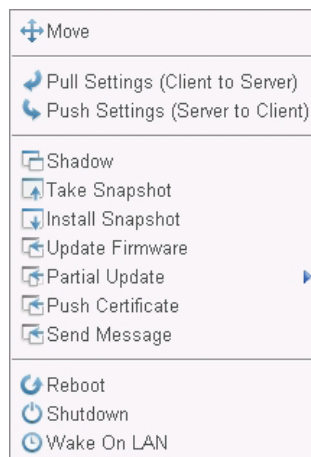 Move
Pull Settings (Client to Server)
Push Settings (Server to Client)
Shadow
Take Snapshot
Install Snapshot
Update Firmware
Partial Update
Push Certificate
Send Message
Reboot
Shutdown
Wake On LAN